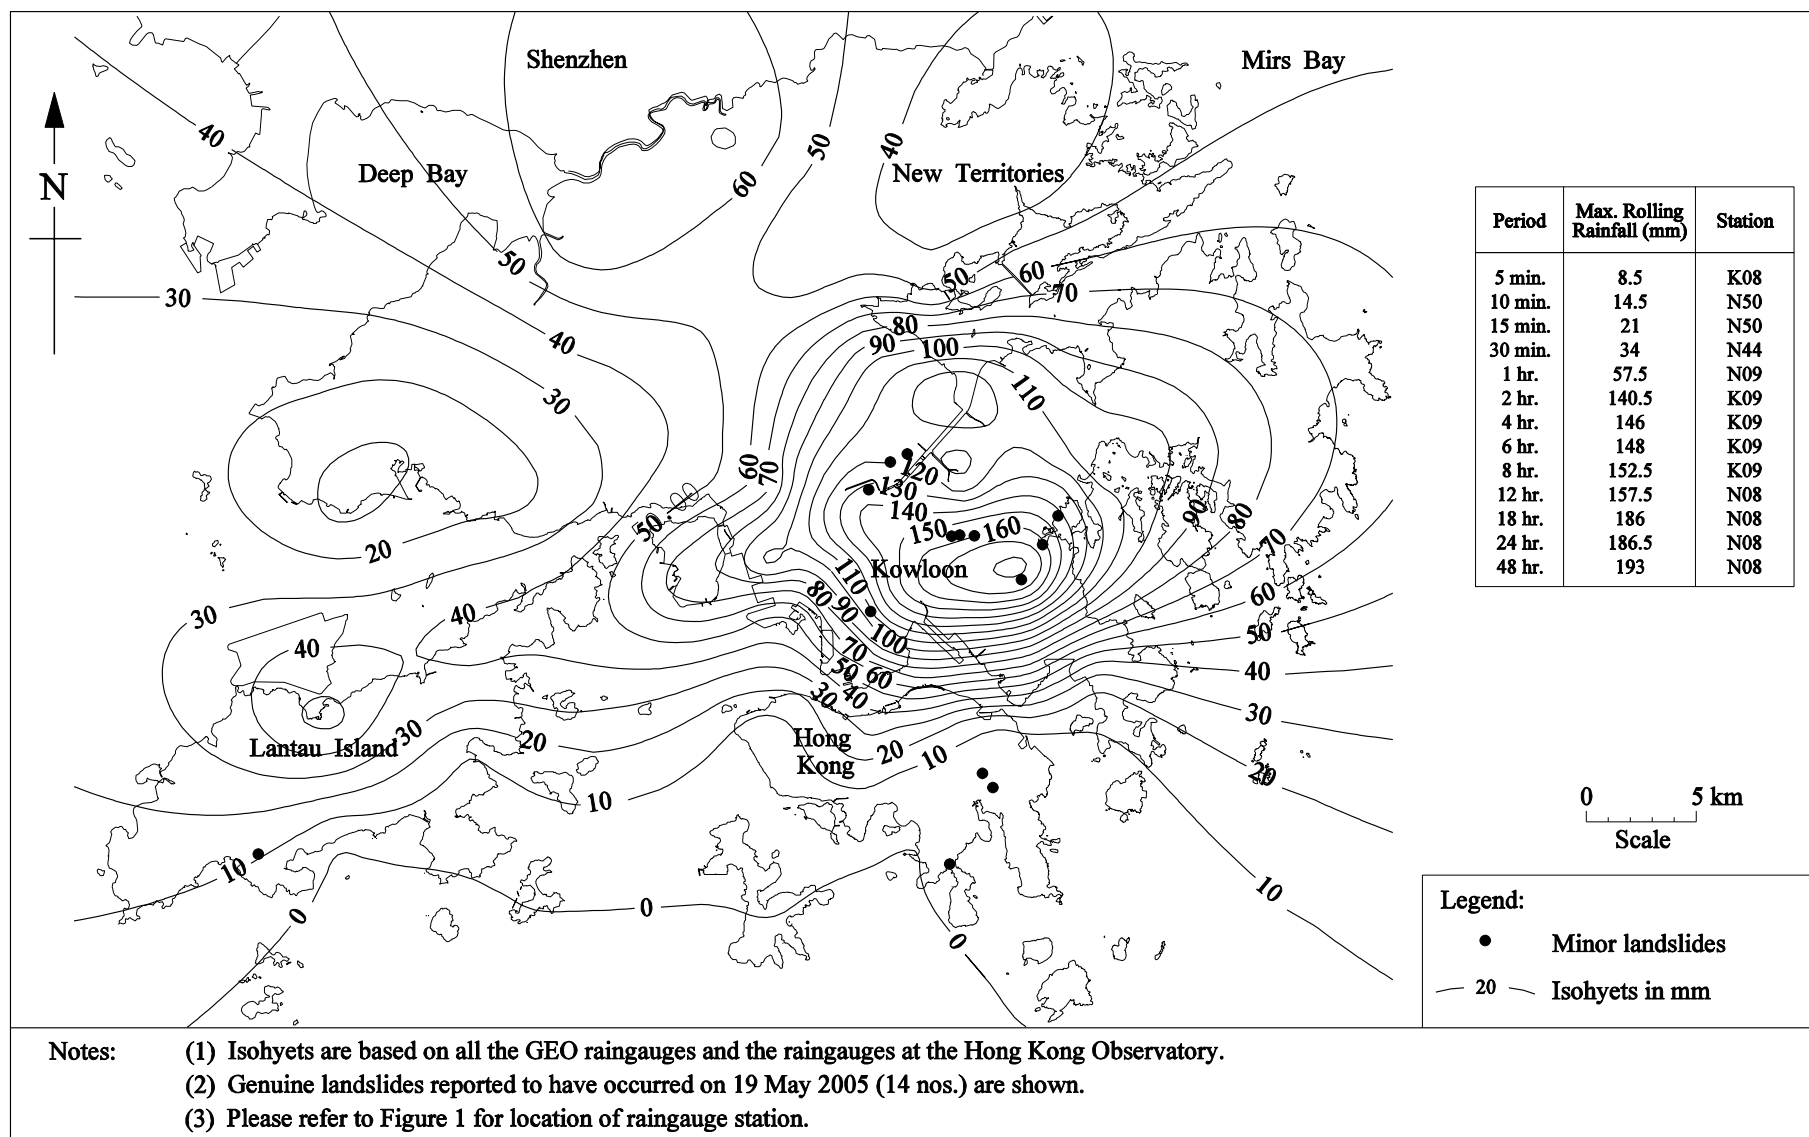 Shenzhen
Mirs Bay
40
50
40
Deep Bay
60
New Territories
N
50
50
60
30
70
40
80
90
100
30
110
60
70
120
130
140
90
80
50
150
160
70
20
110
Kowloon
80
90
60
30
40
100
50
40
70
50
60
40
30
40
30
30
20
Hong
Kong
20
10
Lantau Island
20
10
10
10
0
0
0
Period
Max. Rolling
Rainfall (mm)
Station
5 min. 8.5 K08
10 min. 14.5 N50
15 min. 21 N50
30 min. 34 N44
1 hr. 57.5 N09
2 hr. 140.5 K09
4 hr. 146 K09
6 hr. 148 K09
8 hr. 152.5 K09
12 hr. 157.5 N08
18 hr. 186 N08
24 hr. 186.5 N08
48 hr. 193 N08
0 5 km
Scale
Legend:
Minor landslides
20 Isohyets in mm
Notes: (1) Isohyets are based on all the GEO raingauges and the raingauges at the Hong Kong Observatory.
(2) Genuine landslides reported to have occurred on 19 May 2005 (14 nos.) are shown.
(3) Please refer to Figure 1 for location of raingauge station.